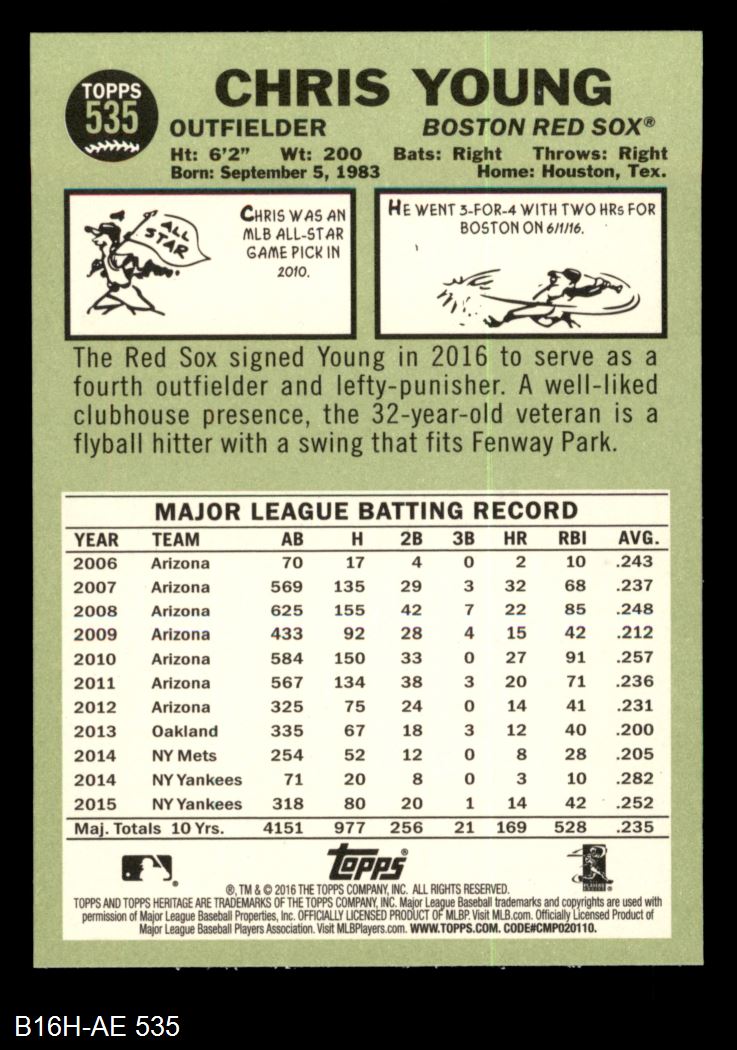 TOPPS
535
CHRIS YOUNG
OUTFIELDER BOSTON RED SOX®
Ht: 6'2" Wt: 200 Bats: Right Throws: Right
Born: September 5, 1983 Home: Houston, Tex.
ALL
STAR
CHRIS WAS AN
MLB ALL-STAR
GAME PICK IN
2010.
HE WENT 3-FOR-4 WITH TWO HRS FOR
BOSTON ON 6/1/16.
The Red Sox signed Young in 2016 to serve as a
fourth outfielder and lefty-punisher. A well-liked
clubhouse presence, the 32-year-old veteran is a
flyball hitter with a swing that fits Fenway Park.
MAJOR LEAGUE BATTING RECORD
YEAR TEAM AB H 2B 3B HR RBI AVG.
2006 Arizona 70 17 4 0 2 10 .243
2007 Arizona 569 135 29 3 32 68 .237
2008 Arizona 625 155 42 7 22 85 .248
2009 Arizona 433 92 28 4 15 42 .212
2010 Arizona 584 150 33 0 27 91 .257
2011 Arizona 567 134 38 3 20 71 .236
2012 Arizona 325 75 24 0 14 41 .231
2013 Oakland 335 67 18 3 12 40 .200
2014 NY Mets 254 52 12 0 8 28 .205
2014 NY Yankees 71 20 8 0 3 10 .282
2015 NY Yankees 318 80 20 1 14 42 .252
Maj. Totals 10 Yrs. 4151 977 256 21 169 528 .235
Topps®
®, TM & © 2016 THE TOPPS COMPANY, INC. ALL RIGHTS RESERVED.
TOPPS AND TOPPS HERITAGE ARE TRADEMARKS OF THE TOPPS COMPANY, INC. Major League Baseball trademarks and copyrights are used with
permission of Major League Baseball Properties, Inc. OFFICIALLY LICENSED PRODUCT OF MLBP. Visit MLB.com. Officially Licensed Product of
Major League Baseball Players Association. Visit MLBPlayers.com. WWW.TOPPS.COM. CODE#CMP020110.
B16H-AE 535